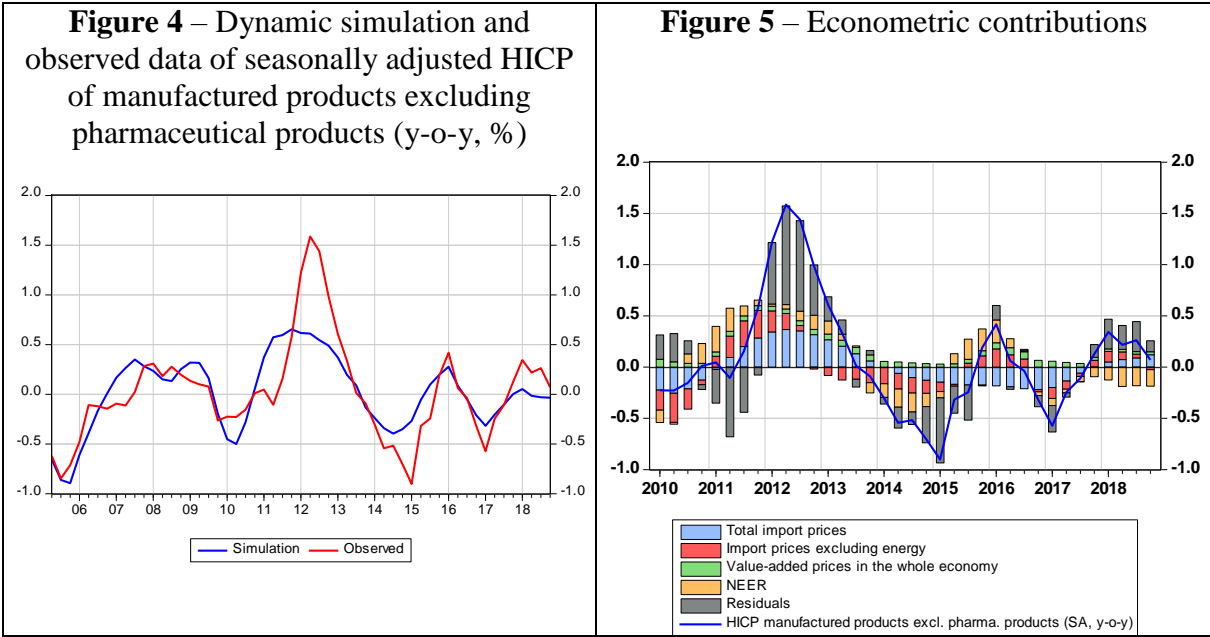 Figure 4 – Dynamic simulation and
observed data of seasonally adjusted HICP
of manufactured products excluding
pharmaceutical products (y-o-y, %)
2.0 2.0
1.5 1.5
1.0 1.0
0.5 0.5
0.0 0.0
-0.5 -0.5
-1.0 -1.0
06 07 08 09 10 11 12 13 14 15 16 17 18
Simulation Observed
Figure 5 – Econometric contributions
2.0 2.0
1.5 1.5
1.0 1.0
0.5 0.5
0.0 0.0
-0.5 -0.5
-1.0 -1.0
2010 2011 2012 2013 2014 2015 2016 2017 2018
Total import prices
Import prices excluding energy
Value-added prices in the whole economy
NEER
Residuals
HICP manufactured products excl. pharma. products (SA, y-o-y)